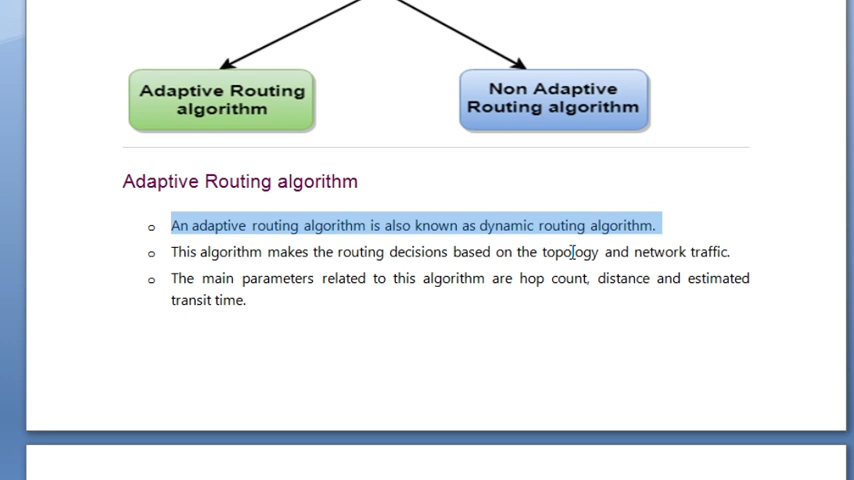 Adaptive Routing
algorithm
Non Adaptive
Routing algorithm
Adaptive Routing algorithm
o An adaptive routing algorithm is also known as dynamic routing algorithm.
o This algorithm makes the routing decisions based on the topology and network traffic.
o The main parameters related to this algorithm are hop count, distance and estimated
transit time.